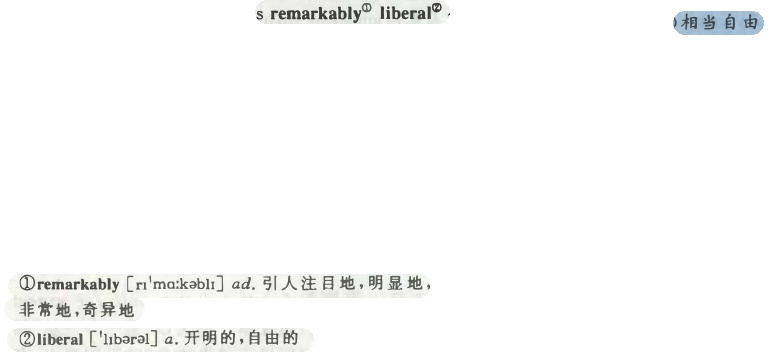 s remarkably① liberal②
相当自由
①remarkably [rɪˈmɑːkəblɪ] ad. 引人注目地,明显地,
非常地,奇异地
②liberal [ˈlɪbərəl] a. 开明的,自由的